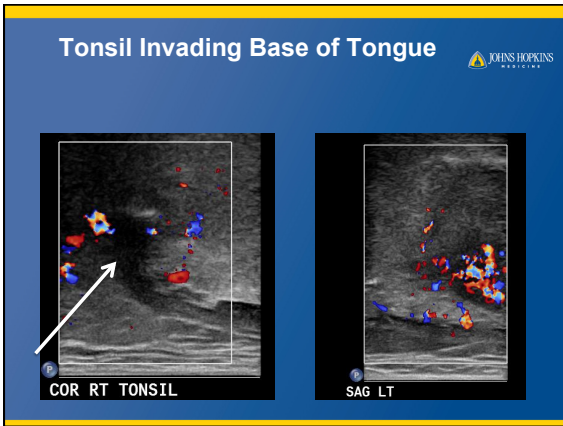 Tonsil Invading Base of Tongue
JOHNS HOPKINS
MEDICINE
P
COR RT TONSIL
P
SAG LT